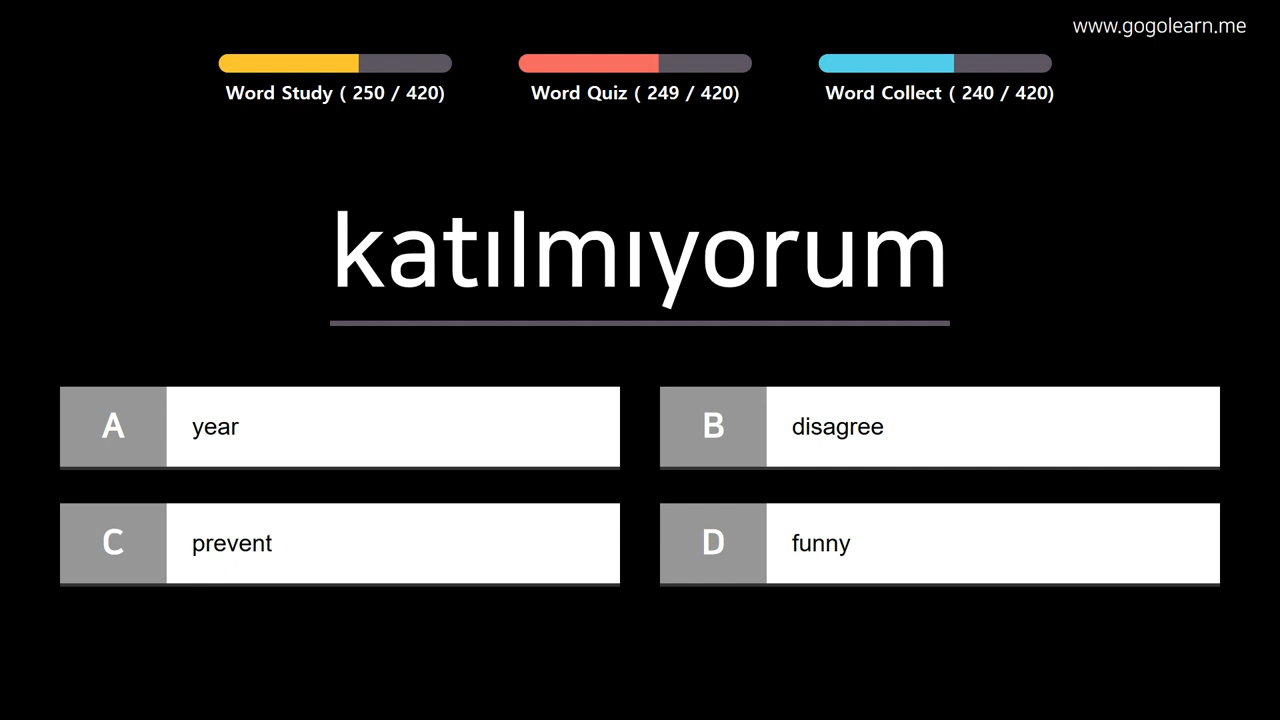 www.gogolearn.me
Word Study ( 250 / 420)
Word Quiz ( 249 / 420)
Word Collect ( 240 / 420)
katılmıyorum
A year
B disagree
C prevent
D funny